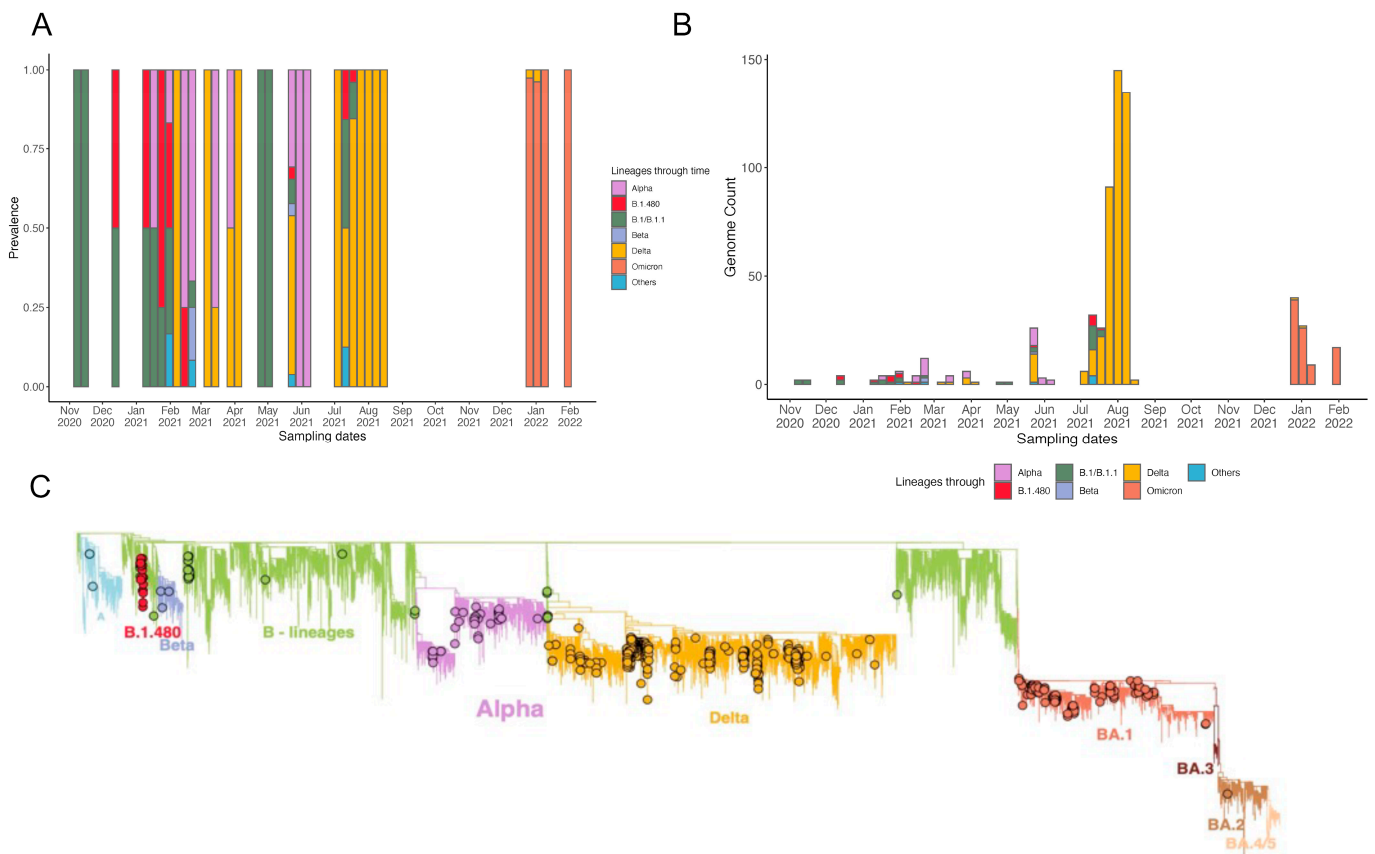 A
1.00
0.75
0.50
0.25
0.00
Prevalence
Nov Dec Jan Feb Mar Apr May Jun Jul Aug Sep Oct Nov Dec Jan Feb
2020 2020 2021 2021 2021 2021 2021 2021 2021 2021 2021 2021 2021 2021 2022 2022
Sampling dates
Lineages through time
Alpha
B.1.480
B.1/B.1.1
Beta
Delta
Omicron
Others
B
150
100
50
0
Genome Count
Nov Dec Jan Feb Mar Apr May Jun Jul Aug Sep Oct Nov Dec Jan Feb
2020 2020 2021 2021 2021 2021 2021 2021 2021 2021 2021 2021 2021 2021 2022 2022
Sampling dates
Lineages through
Alpha B.1/B.1.1 Delta Others
B.1.480 Beta Omicron
C
A
B.1.480
Beta
B - lineages
Alpha
Delta
BA.1
BA.3
BA.2
BA.4/5